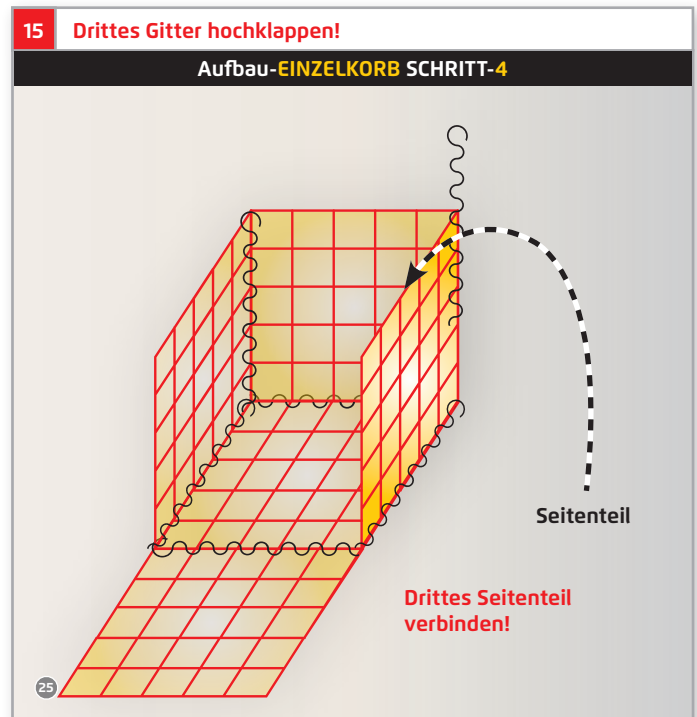 15 Drittes Gitter hochklappen!
Aufbau-EINZELKORB SCHRITT-4
Seitenteil
Drittes Seitenteil
verbinden!
25